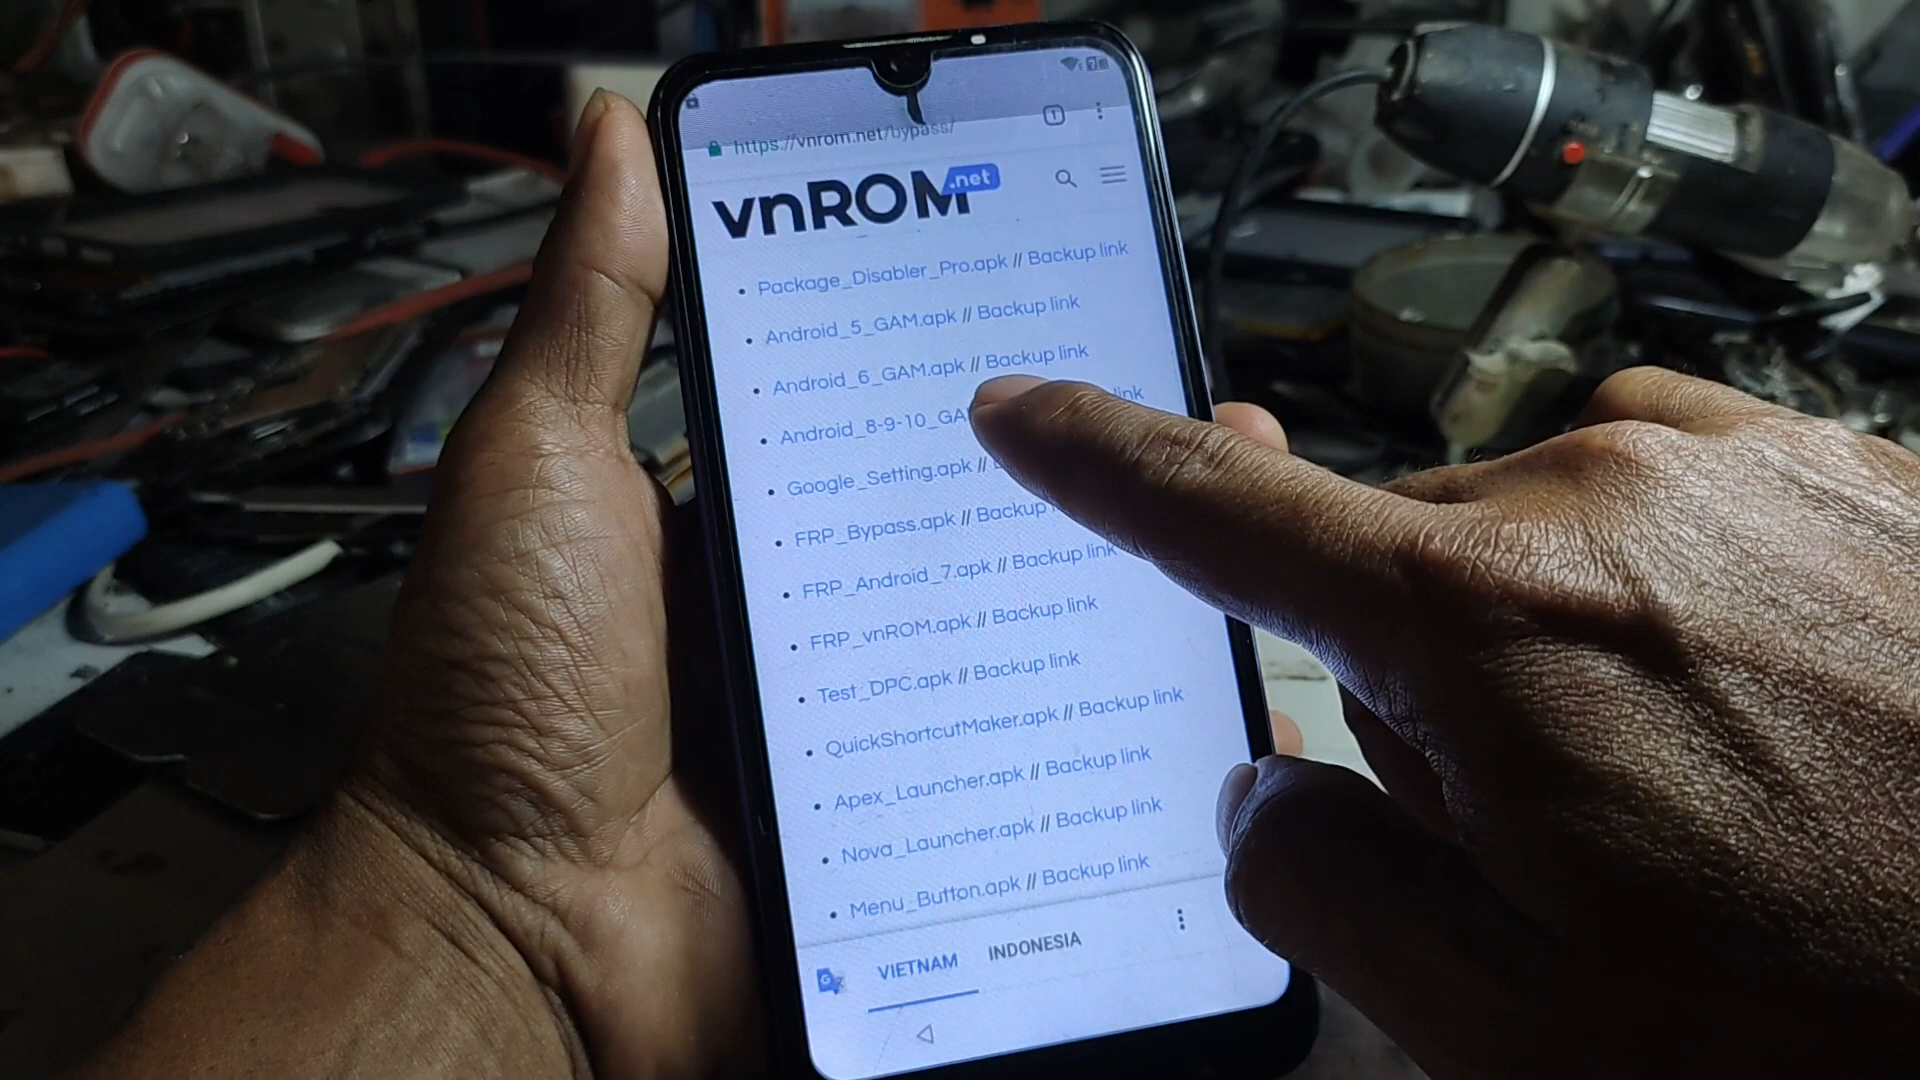 https://vnrom.net/bypass/
1
vnROM.net
Package_Disabler_Pro.apk // Backup link
Android_5_GAM.apk // Backup link
Android_6_GAM.apk // Backup link
Android_8-9-10_GA link
Google_Setting.apk //
FRP_Bypass.apk // Backup
FRP_Android_7.apk // Backup link
FRP_vnROM.apk // Backup link
Test_DPC.apk // Backup link
QuickShortcutMaker.apk // Backup link
Apex_Launcher.apk // Backup link
Nova_Launcher.apk // Backup link
Menu_Button.apk // Backup link
VIETNAM INDONESIA